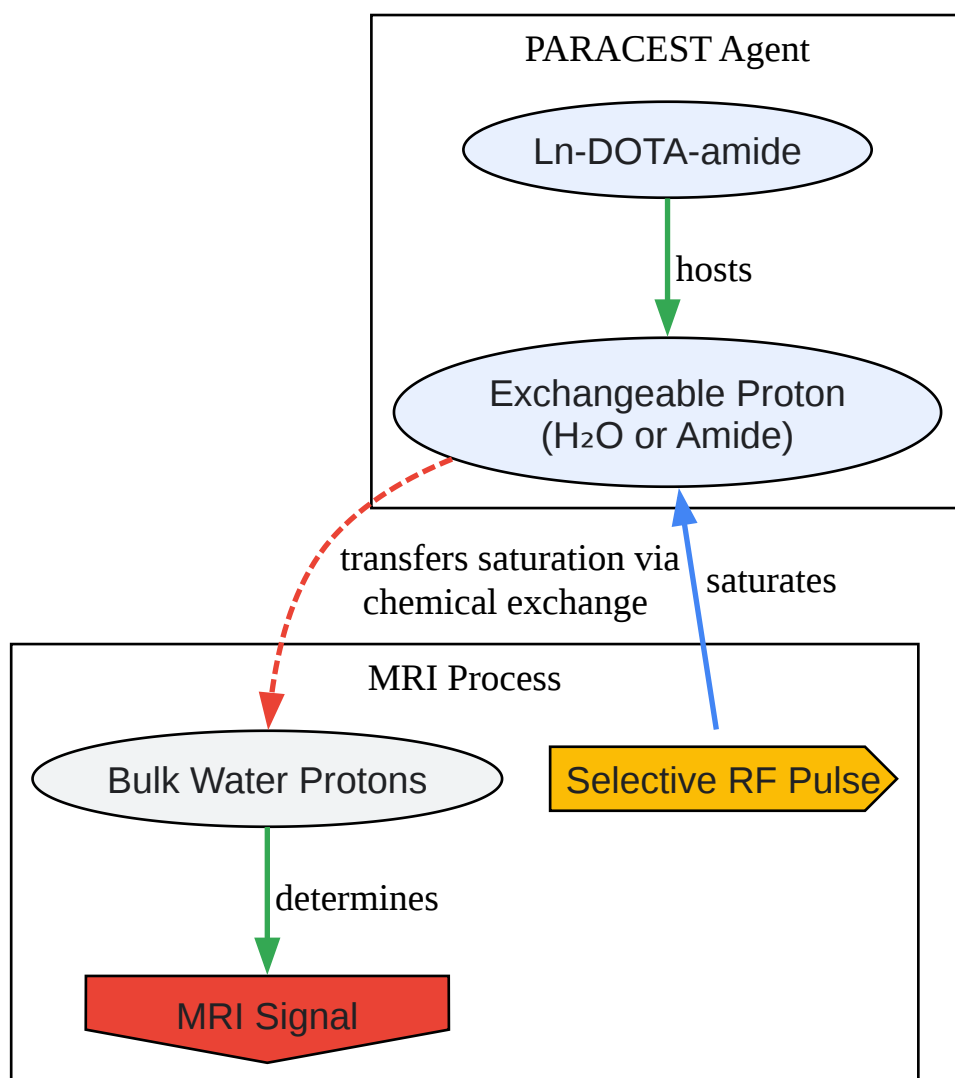 PARACEST Agent
Ln-DOTA-amide
hosts
Exchangeable Proton
(H₂O or Amide)
transfers saturation via
chemical exchange
saturates
MRI Process
Bulk Water Protons
Selective RF Pulse
determines
MRI Signal